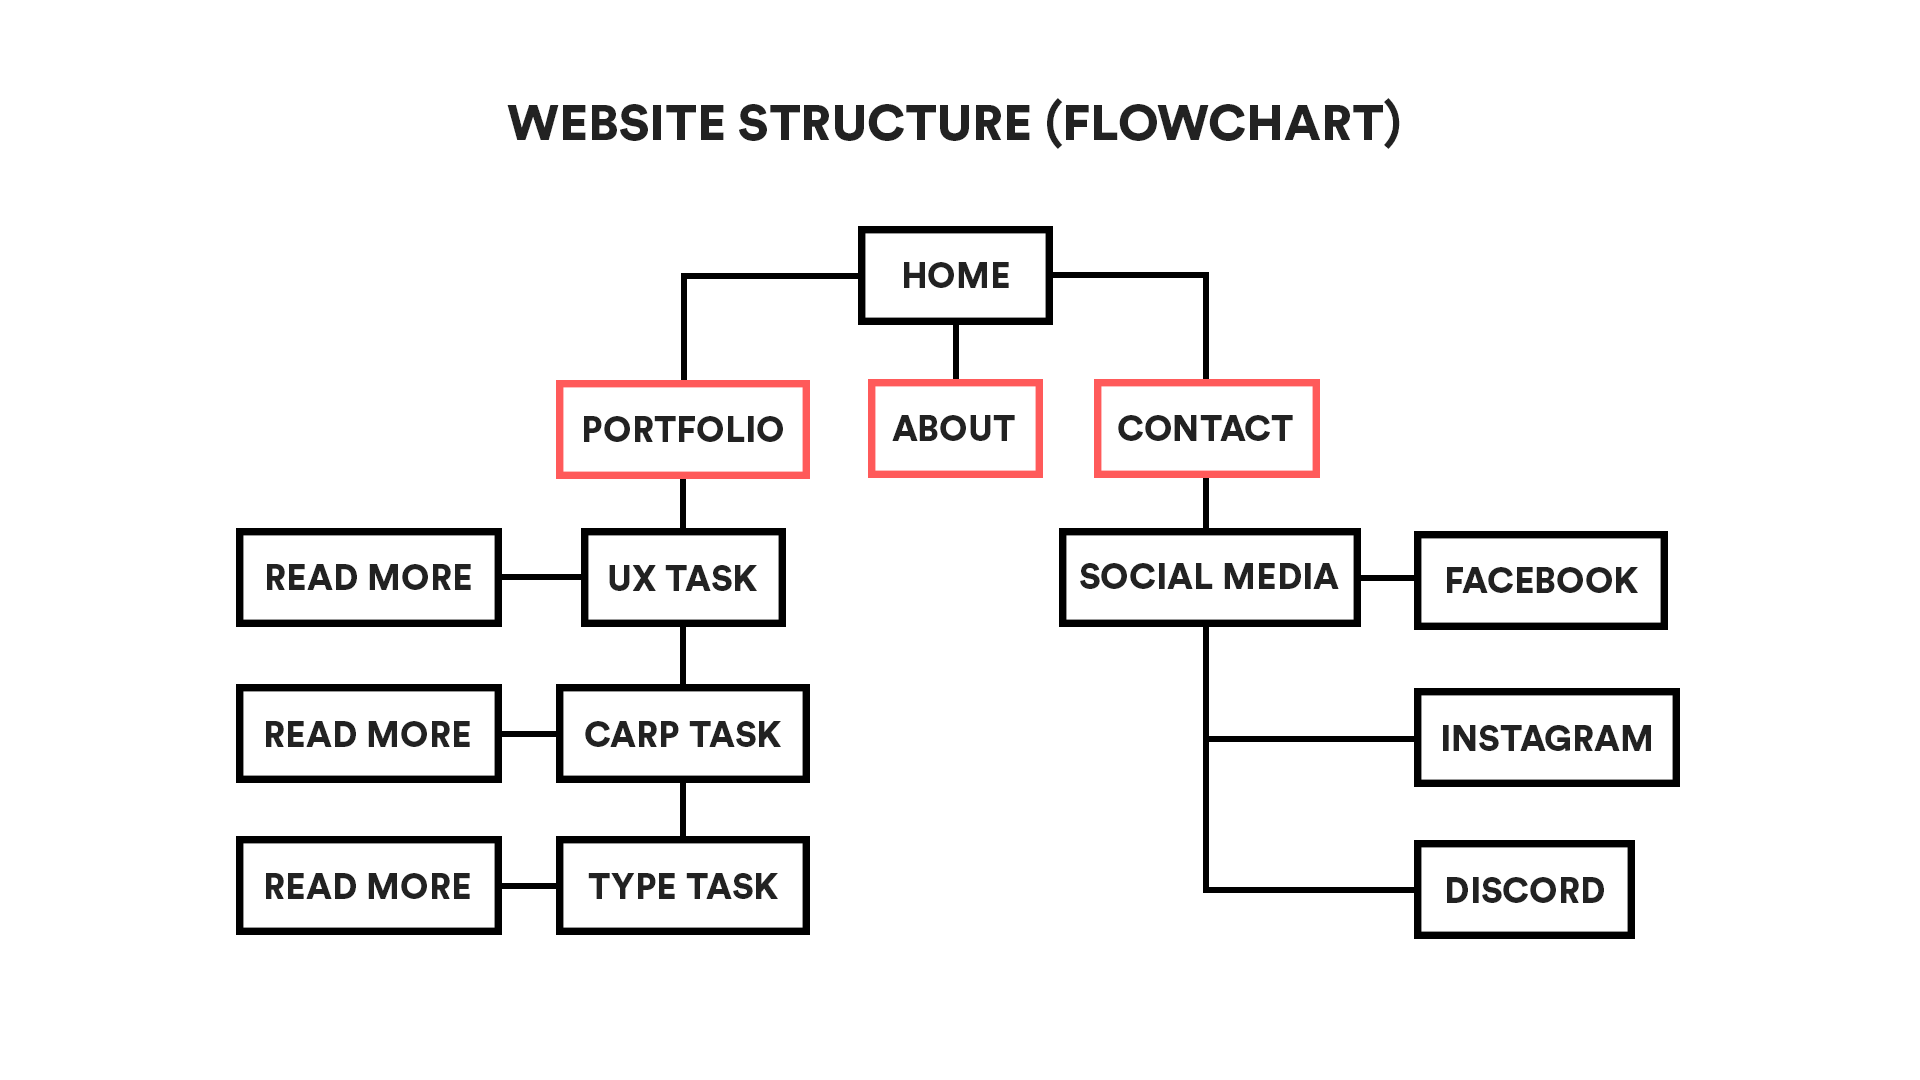 WEBSITE STRUCTURE (FLOWCHART)
HOME
PORTFOLIO
ABOUT
CONTACT
READ MORE
UX TASK
SOCIAL MEDIA
FACEBOOK
READ MORE
CARP TASK
INSTAGRAM
READ MORE
TYPE TASK
DISCORD